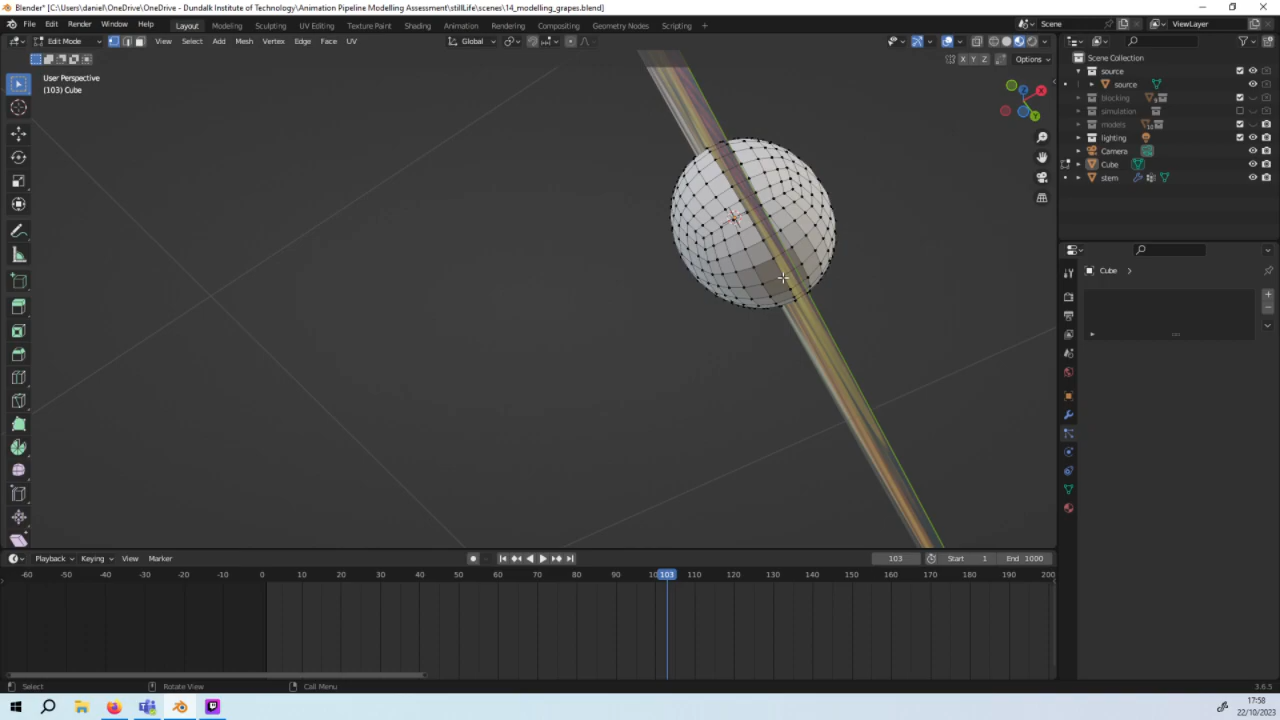 Blender* [C:\Users\daniel\OneDrive\OneDrive - Dundalk Institute of Technology\Animation Pipeline Modelling Assessment\stillLife\scenes\14_modelling_grapes.blend]
File Edit Render Window Help Layout Modeling Sculpting UV Editing Texture Paint Shading Animation Rendering Compositing Geometry Nodes Scripting + Scene ViewLayer
Edit Mode View Select Add Mesh Vertex Edge Face UV Global
X Y Z Options
User Perspective
(103) Cube
Scene Collection
source
source
blocking
simulation
models
lighting
Camera
Cube
stem
X
Y
Z
Cube
Playback Keying View Marker 103 Start 1 End 1000
-60 -50 -40 -30 -20 -10 0 10 20 30 40 50 60 70 80 90 103 110 120 130 140 150 160 170 180 190 200
Select Rotate View Call Menu 3.6.5
17:58
22/10/2023